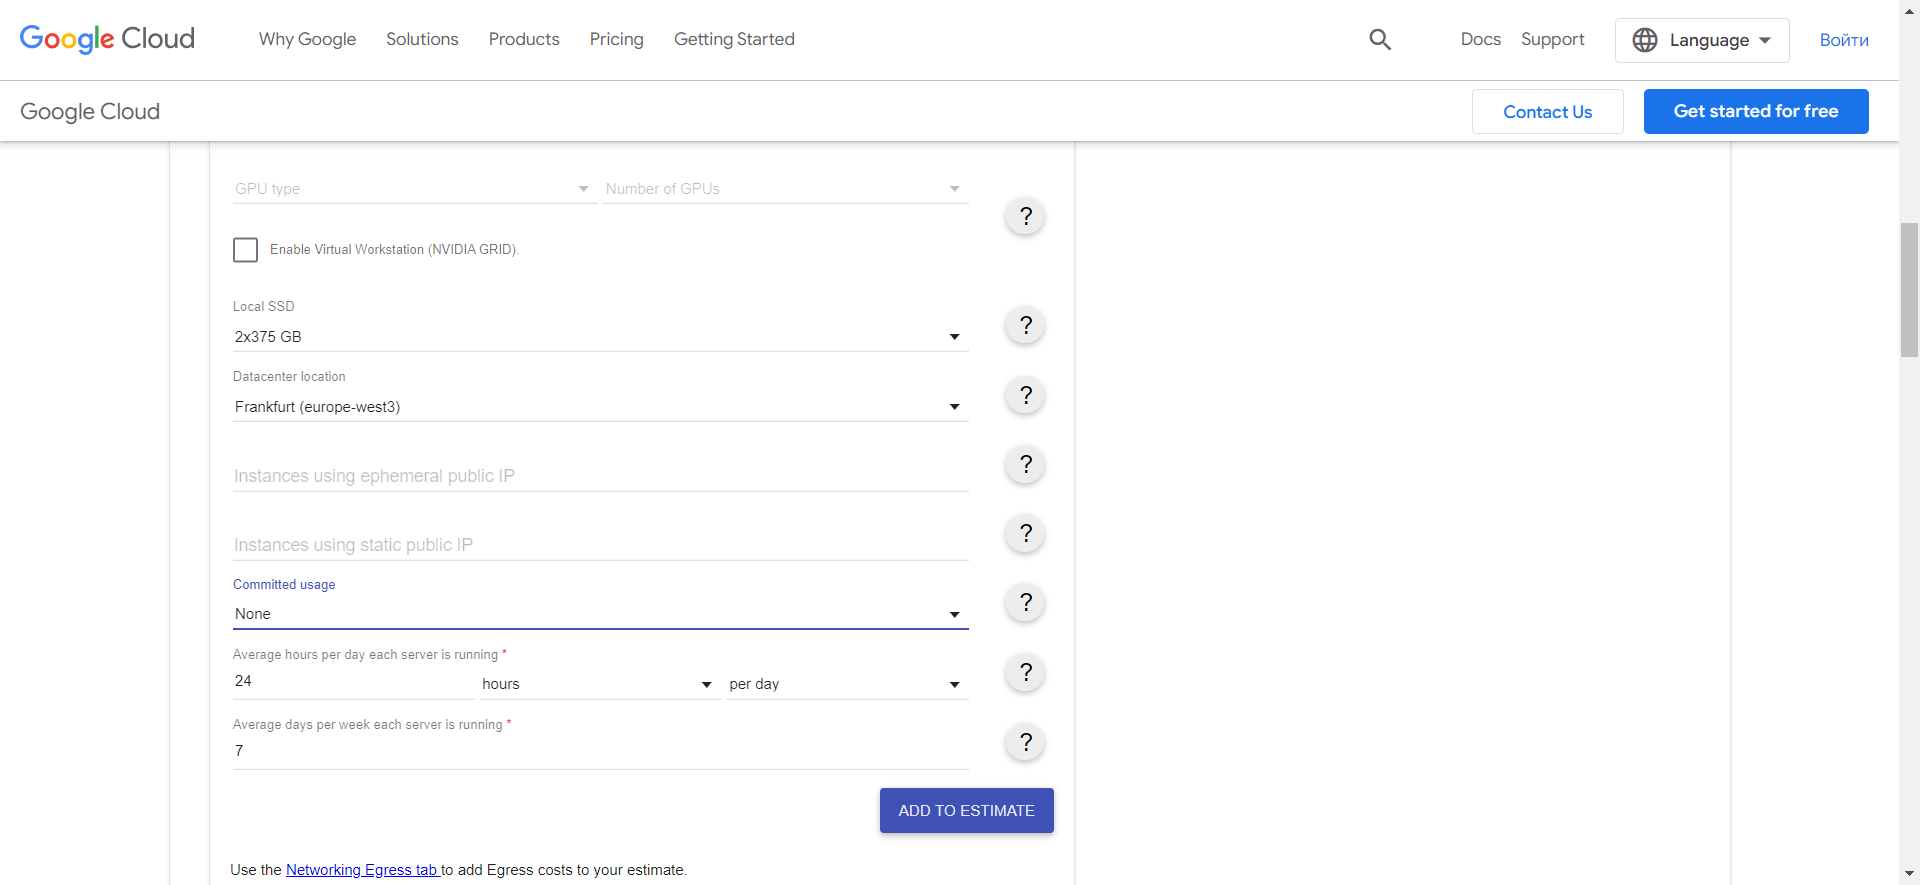 Google Cloud Why Google Solutions Products Pricing Getting Started Docs Support Language Войти
Google Cloud Contact Us Get started for free
GPU type Number of GPUs
?
Enable Virtual Workstation (NVIDIA GRID).
Local SSD
2x375 GB ?
Datacenter location
Frankfurt (europe-west3) ?
Instances using ephemeral public IP ?
Instances using static public IP ?
Committed usage
None ?
Average hours per day each server is running *
24 hours per day ?
Average days per week each server is running *
7 ?
ADD TO ESTIMATE
Use the Networking Egress tab to add Egress costs to your estimate.